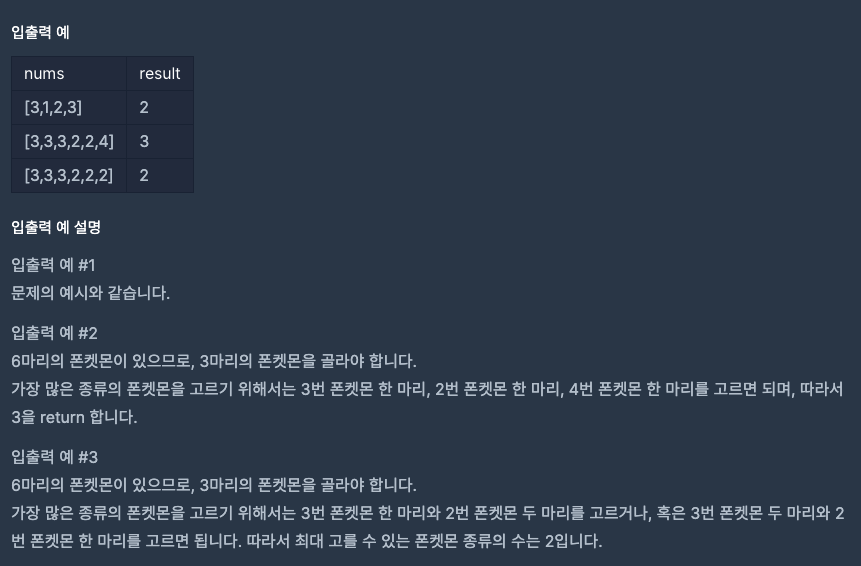 입출력 예
nums result
[3,1,2,3] 2
[3,3,3,2,2,4] 3
[3,3,3,2,2,2] 2
입출력 예 설명
입출력 예 #1
문제의 예시와 같습니다.
입출력 예 #2
6마리의 폰켓몬이 있으므로, 3마리의 폰켓몬을 골라야 합니다.
가장 많은 종류의 폰켓몬을 고르기 위해서는 3번 폰켓몬 한 마리, 2번 폰켓몬 한 마리, 4번 폰켓몬 한 마리를 고르면 되며, 따라서
3을 return 합니다.
입출력 예 #3
6마리의 폰켓몬이 있으므로, 3마리의 폰켓몬을 골라야 합니다.
가장 많은 종류의 폰켓몬을 고르기 위해서는 3번 폰켓몬 한 마리와 2번 폰켓몬 두 마리를 고르거나, 혹은 3번 폰켓몬 두 마리와 2
번 폰켓몬 한 마리를 고르면 됩니다. 따라서 최대 고를 수 있는 폰켓몬 종류의 수는 2입니다.